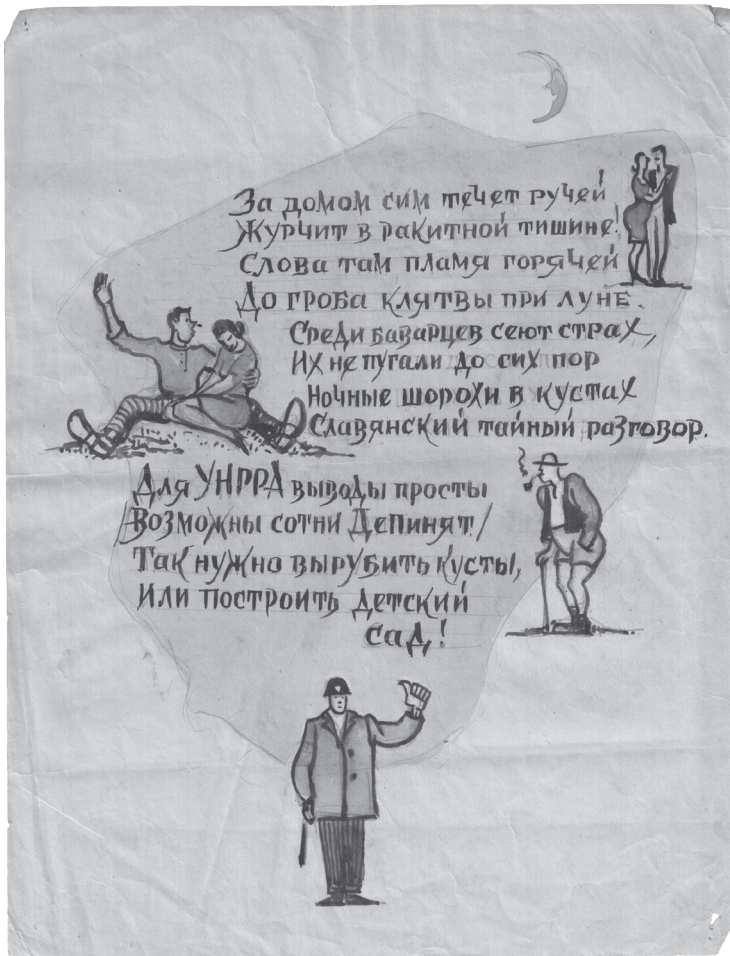 За домом сим течет ручей
Журчит в ракитной тишине!
Слова там пламя горячей
До гроба клятвы при луне.
Среди баварцев сеют страх,
Их не пугали до сих пор
Ночные шорохи в кустах
Славянский тайный разговор.
Для УНРРА выводы просты
Возможны сотни Депинят!
Так нужно вырубить кусты,
Или построить детский
сад!